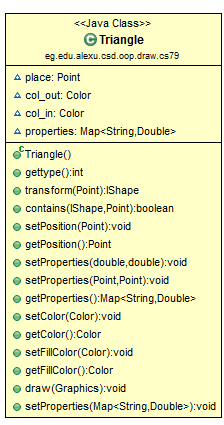 <<Java Class>>
C Triangle
eg.edu.alexu.csd.oop.draw.cs79
place: Point
col_out: Color
col_in: Color
properties: Map<String,Double>
C Triangle()
gettype():int
transform(Point):IShape
contains(IShape,Point):boolean
setPosition(Point):void
getPosition():Point
setProperties(double,double):void
setProperties(Point,Point):void
getProperties():Map<String,Double>
setColor(Color):void
getColor():Color
setFillColor(Color):void
getFillColor():Color
draw(Graphics):void
setProperties(Map<String,Double>):void